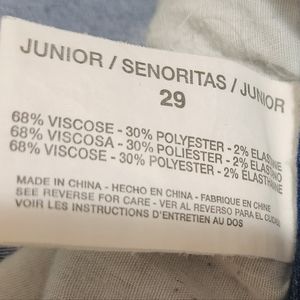 JUNIOR / SENORITAS / JUNIOR
29
68% VISCOSE - 30% POLYESTER - 2% ELASTANE
68% VISCOSA - 30% POLIÉSTER - 2% ELASTANO
68% VISCOSE - 30% POLYESTER - 2% ÉLASTHANNE
MADE IN CHINA - HECHO EN CHINA - FABRIQUE EN CHINE
SEE REVERSE FOR CARE - VER AL REVERSO PARA EL CUIDADO
VOIR LES INSTRUCTIONS D'ENTRETIEN AU DOS